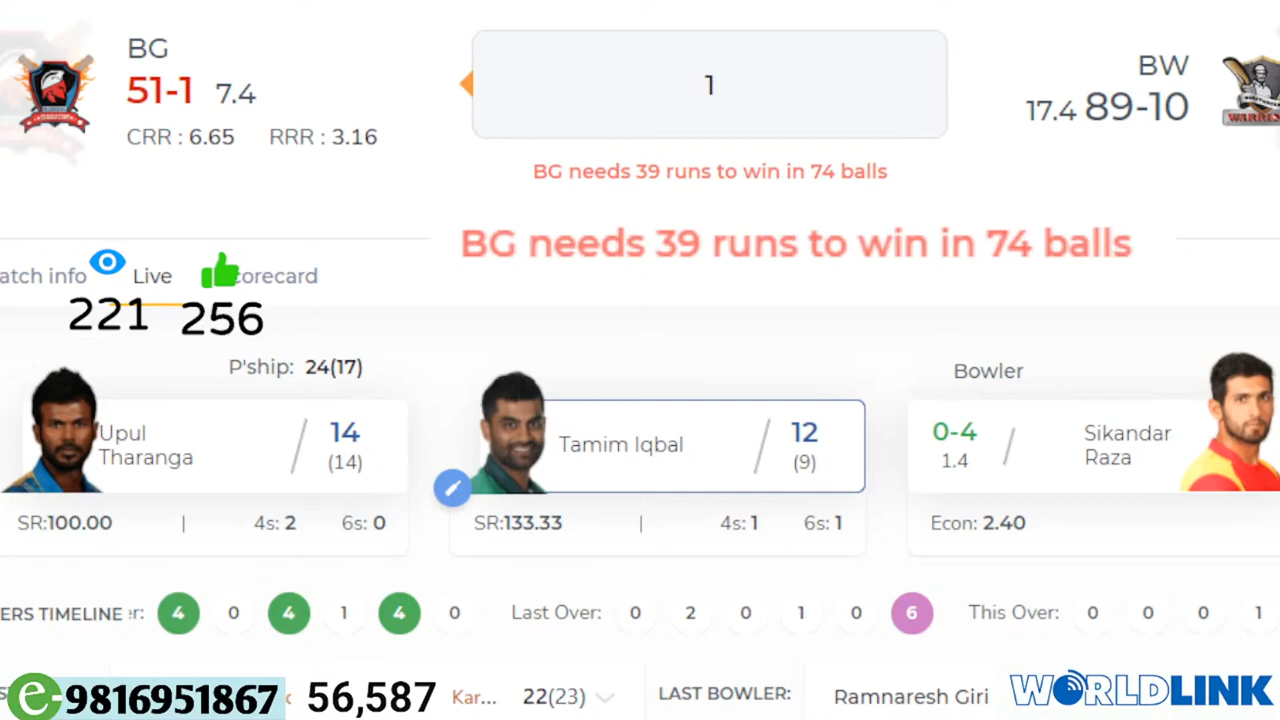 BG
51-1 7.4
CRR : 6.65 RRR : 3.16
1
BW
17.4 89-10
BG needs 39 runs to win in 74 balls
BG needs 39 runs to win in 74 balls
atch info Live corecard
221 256
P'ship: 24(17)
Upul
Tharanga
14
(14)
SR:100.00 | 4s: 2 6s: 0
Tamim Iqbal
12
(9)
SR:133.33 | 4s: 1 6s: 1
Bowler
0-4
1.4
Sikandar
Raza
Econ: 2.40
ERS TIMELINE er: 4 0 4 1 4 0 Last Over: 0 2 0 1 0 6 This Over: 0 0 0 1
e-9816951867 56,587 Kar... 22(23) LAST BOWLER: Ramnaresh Giri WORLDLINK